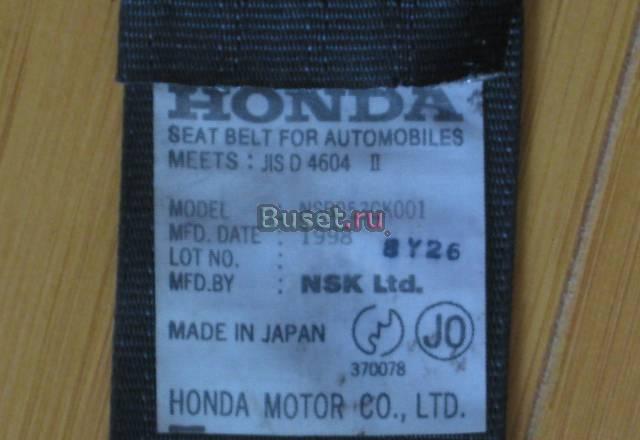 HONDA
SEAT BELT FOR AUTOMOBILES
MEETS : JIS D 4604 II
MODEL
Buset.ru
MFD. DATE : 1998
LOT NO. : 8Y26
MFD.BY : NSK Ltd.
MADE IN JAPAN JO
370078
HONDA MOTOR CO., LTD.